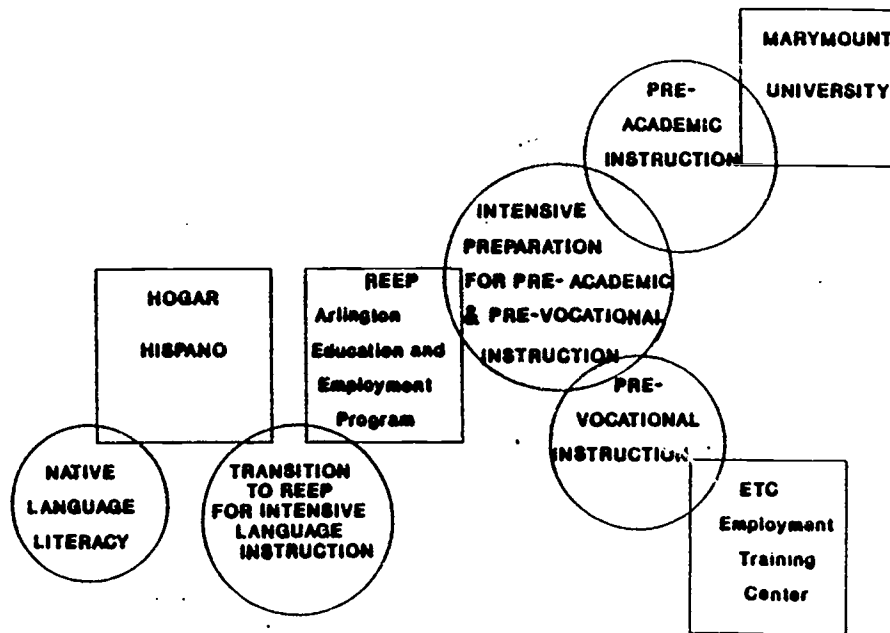 MARYMOUNT
UNIVERSITY
PRE-
ACADEMIC
INSTRUCTION
INTENSIVE
PREPARATION
FOR PRE-ACADEMIC
& PRE-VOCATIONAL
INSTRUCTION
HOGAR
HISPANO
REEP
Arlington
Education and
Employment
Program
PRE-
VOCATIONAL
INSTRUCTION
NATIVE
LANGUAGE
LITERACY
TRANSITION
TO REEP
FOR INTENSIVE
LANGUAGE
INSTRUCTION
ETC
Employment
Training
Center